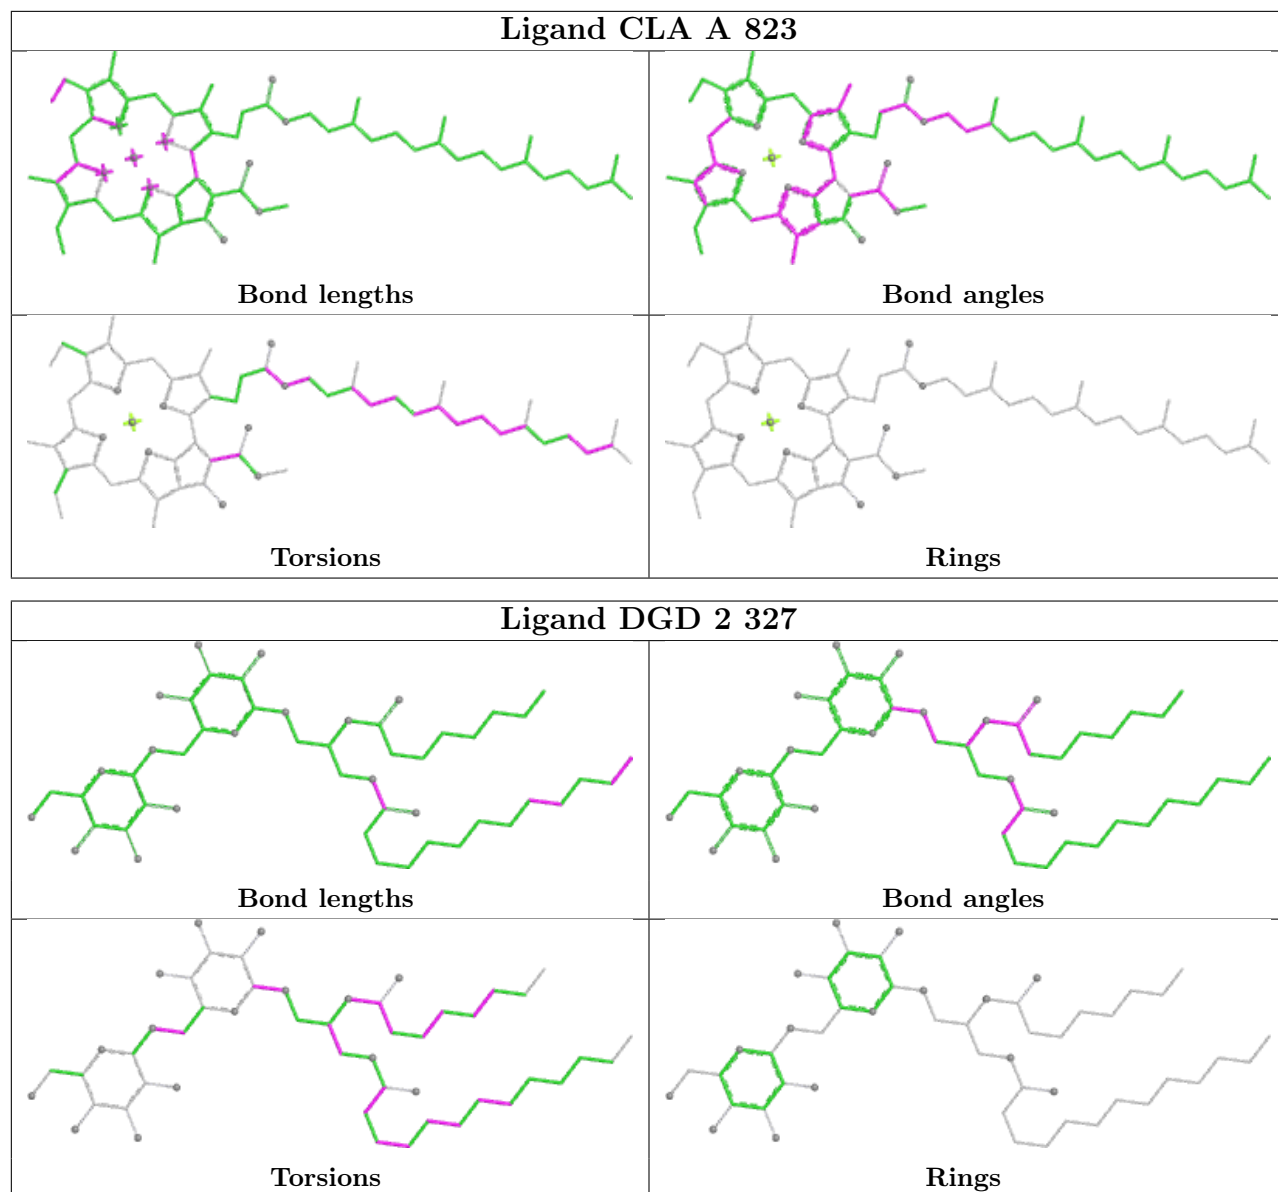 Ligand CLA A 823
Bond lengths
Bond angles
Torsions
Rings
Ligand DGD 2 327
Bond lengths
Bond angles
Torsions
Rings